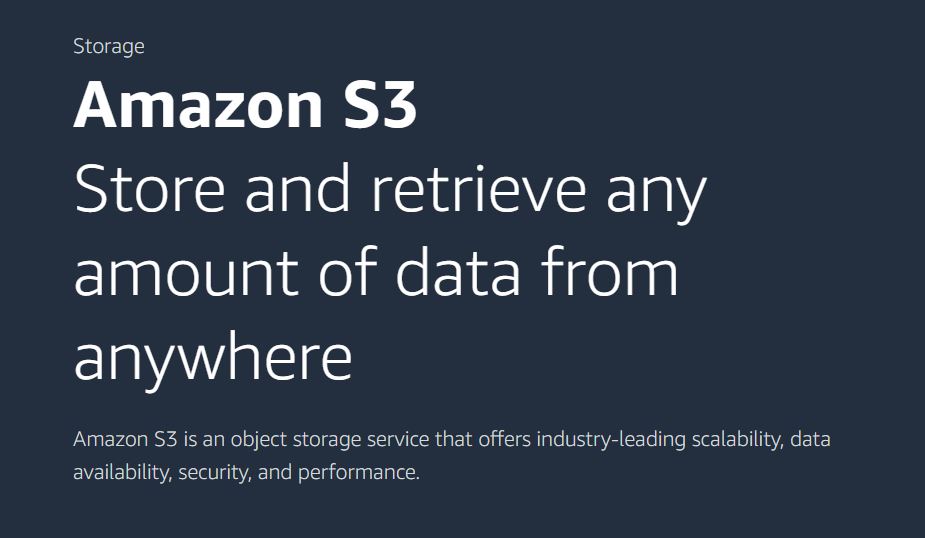 Storage
Amazon S3
Store and retrieve any
amount of data from
anywhere
Amazon S3 is an object storage service that offers industry-leading scalability, data
availability, security, and performance.